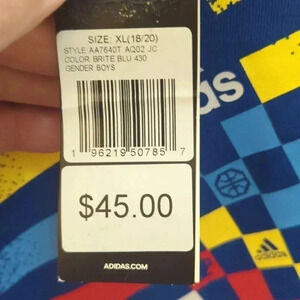 SIZE: XL(18/20)
STYLE: AA7640T AQ02 JC
COLOR: BRITE BLU 430
GENDER: BOYS
1 96219 50785 7
$45.00
ADIDAS.COM
das
adidas